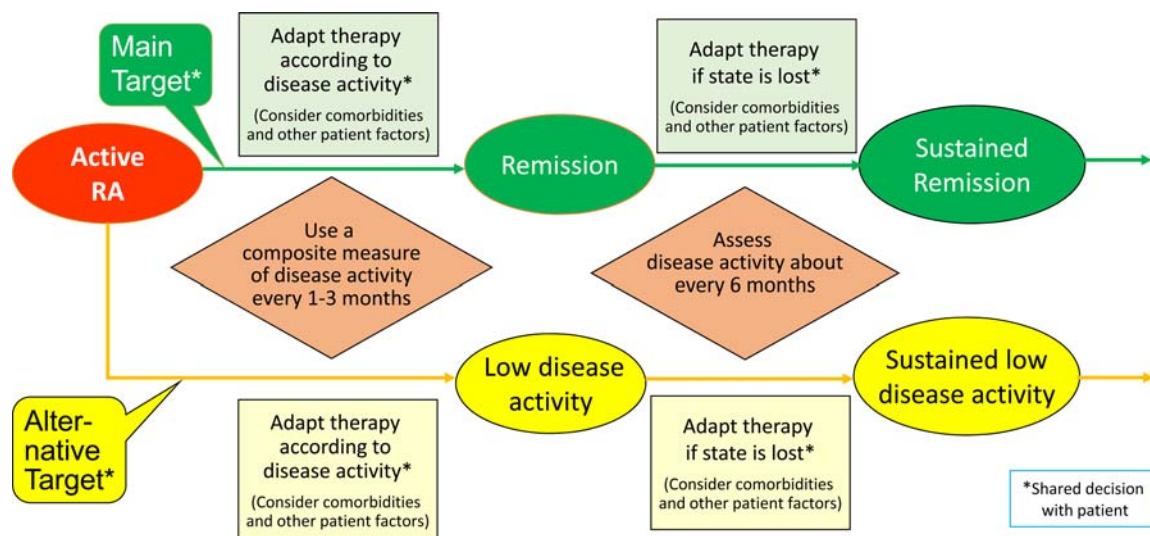 Main
Target*
Adapt therapy
according to
disease activity*
(Consider comorbidities
and other patient factors)
Adapt therapy
if state is lost*
(Consider comorbidities
and other patient factors)
Active
RA
Remission
Sustained
Remission
Use a
composite measure
of disease activity
every 1-3 months
Assess
disease activity about
every 6 months
Low disease
activity
Sustained low
disease activity
Alter-
native
Target*
Adapt therapy
according to
disease activity*
(Consider comorbidities
and other patient factors)
Adapt therapy
if state is lost*
(Consider comorbidities
and other patient factors)
*Shared decision
with patient